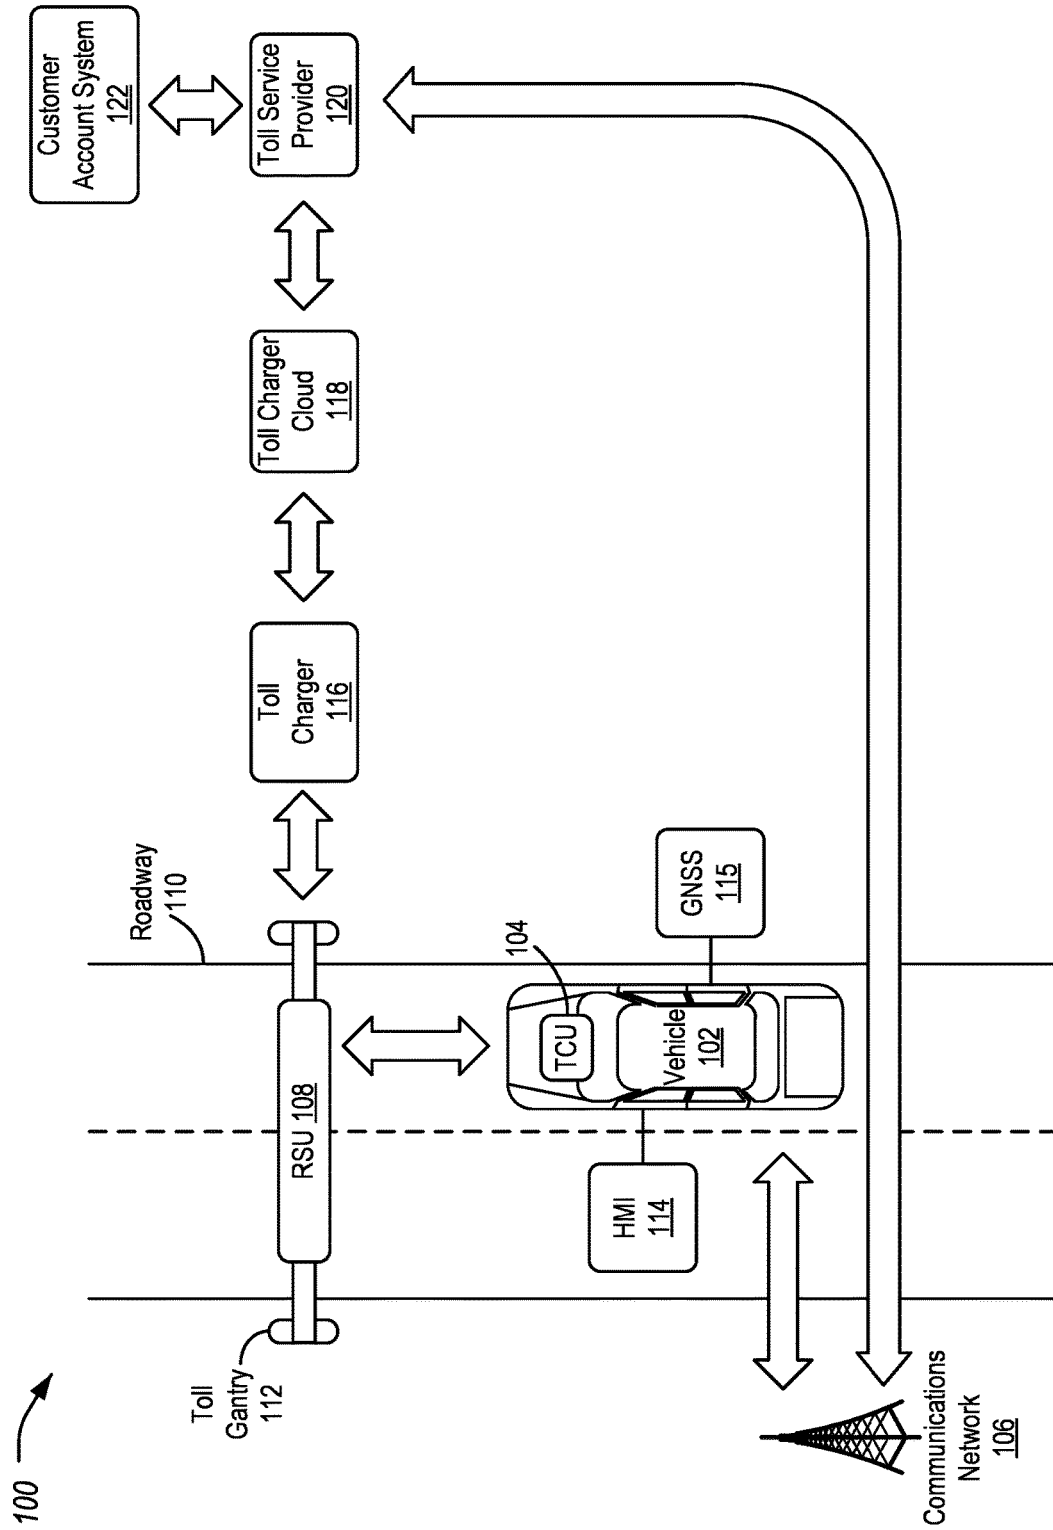 100
Toll
Gantry
112
Roadway
110
RSU 108
Toll
Charger
116
Toll Charger
Cloud
118
Toll Service
Provider
120
Customer
Account System
122
HMI
114
TCU
104
Vehicle
102
GNSS
115
Communications
Network
106